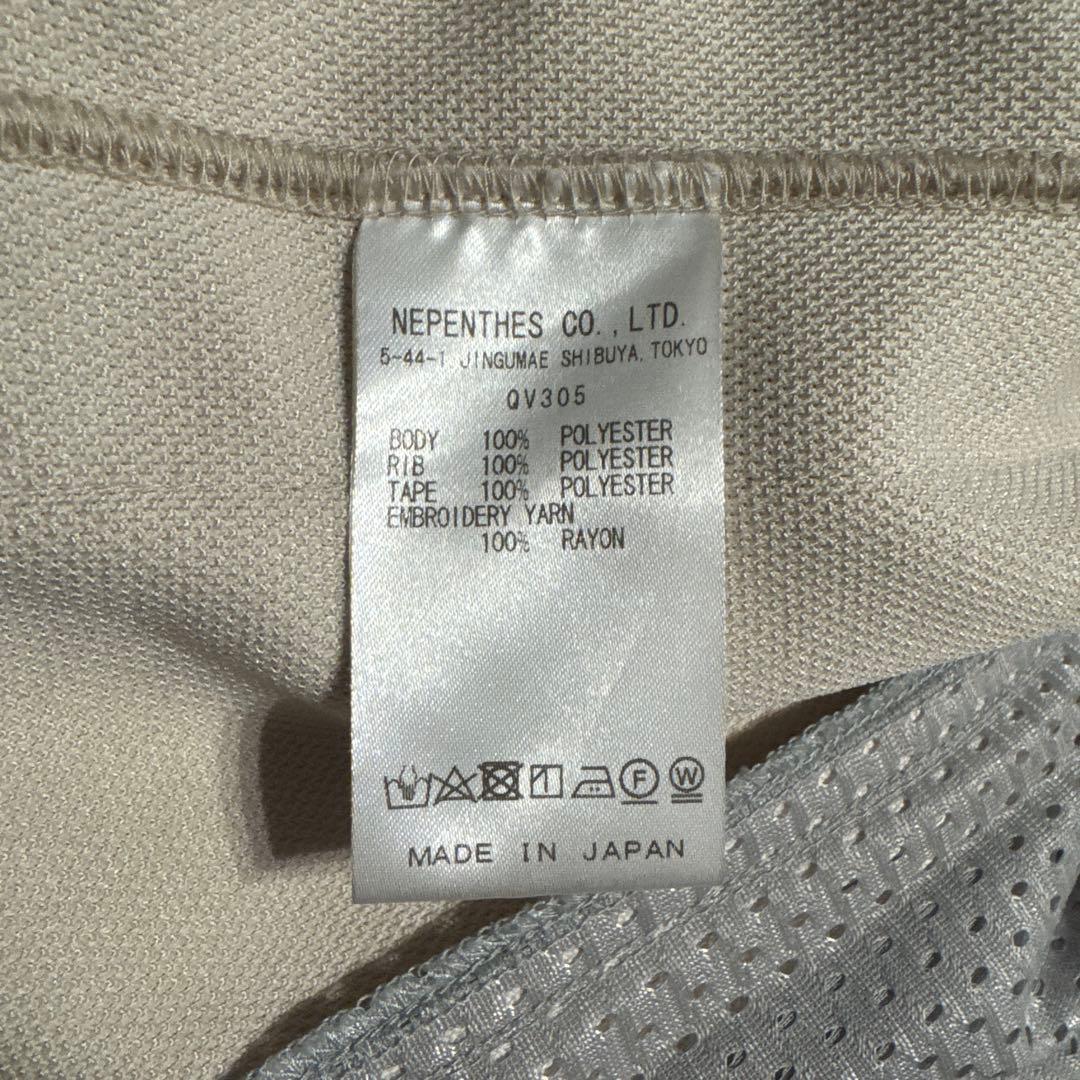 NEPENTHES CO., LTD.
5-44-1 JINGUMAE SHIBUYA, TOKYO
QV305
BODY 100% POLYESTER
RIB 100% POLYESTER
TAPE 100% POLYESTER
EMBROIDERY YARN
100% RAYON
F W
MADE IN JAPAN